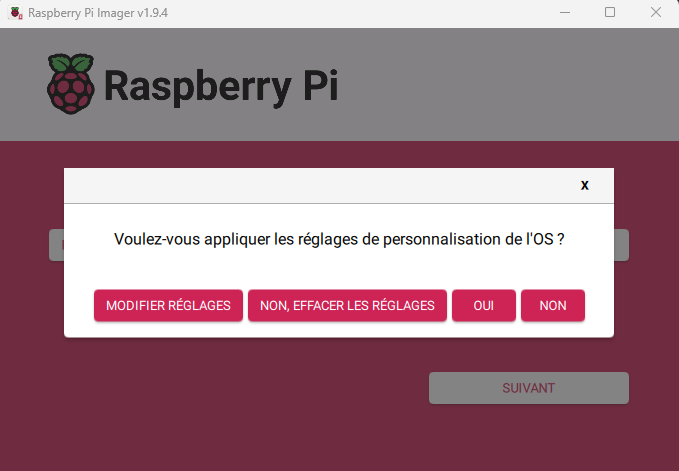 Raspberry Pi Imager v1.9.4
Raspberry Pi
X
Voulez-vous appliquer les réglages de personnalisation de l'OS ?
MODIFIER RÉGLAGES
NON, EFFACER LES RÉGLAGES
OUI
NON
SUIVANT